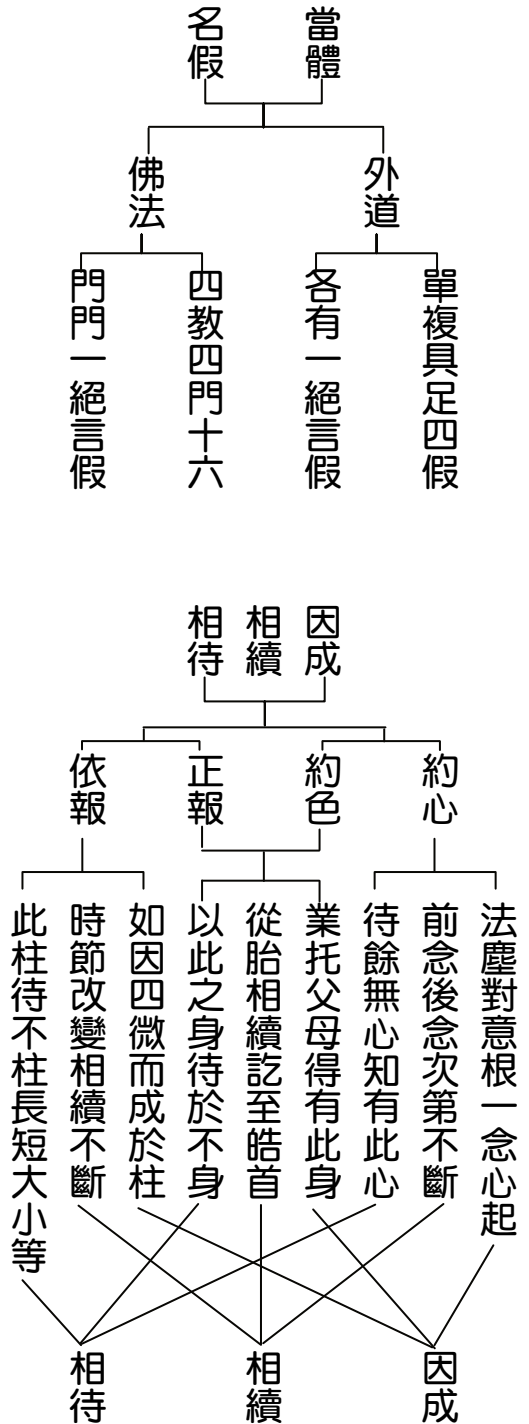 當體
名假
外道
佛法
單複具足四假
各有一絕言假
四教四門十六
門門一絕言假
因成
相續
相待
約心
約色
正報
依報
法塵對意根一念心起
前念後念次第不斷
待餘無心知有此心
業托父母得有此身
從胎相續訖至皓首
以此之身待於不身
如因四微而成於柱
時節改變相續不斷
此柱待不柱長短大小等
因成
相續
相待